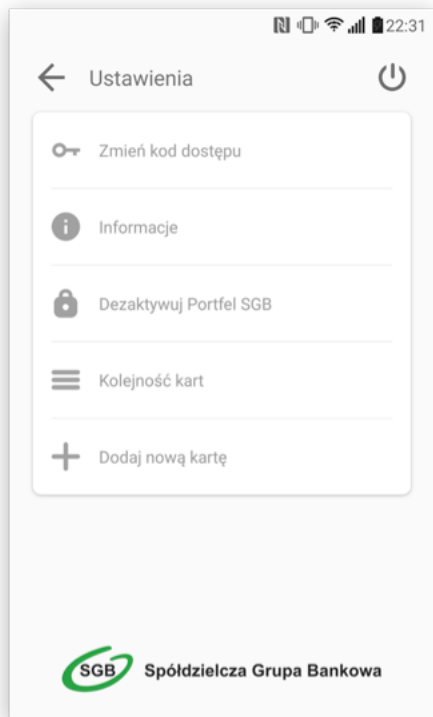 22:31
Ustawienia
Zmień kod dostępu
Informacje
Dezaktywuj Portfel SGB
Kolejność kart
Dodaj nową kartę
SGB Spółdzielcza Grupa Bankowa